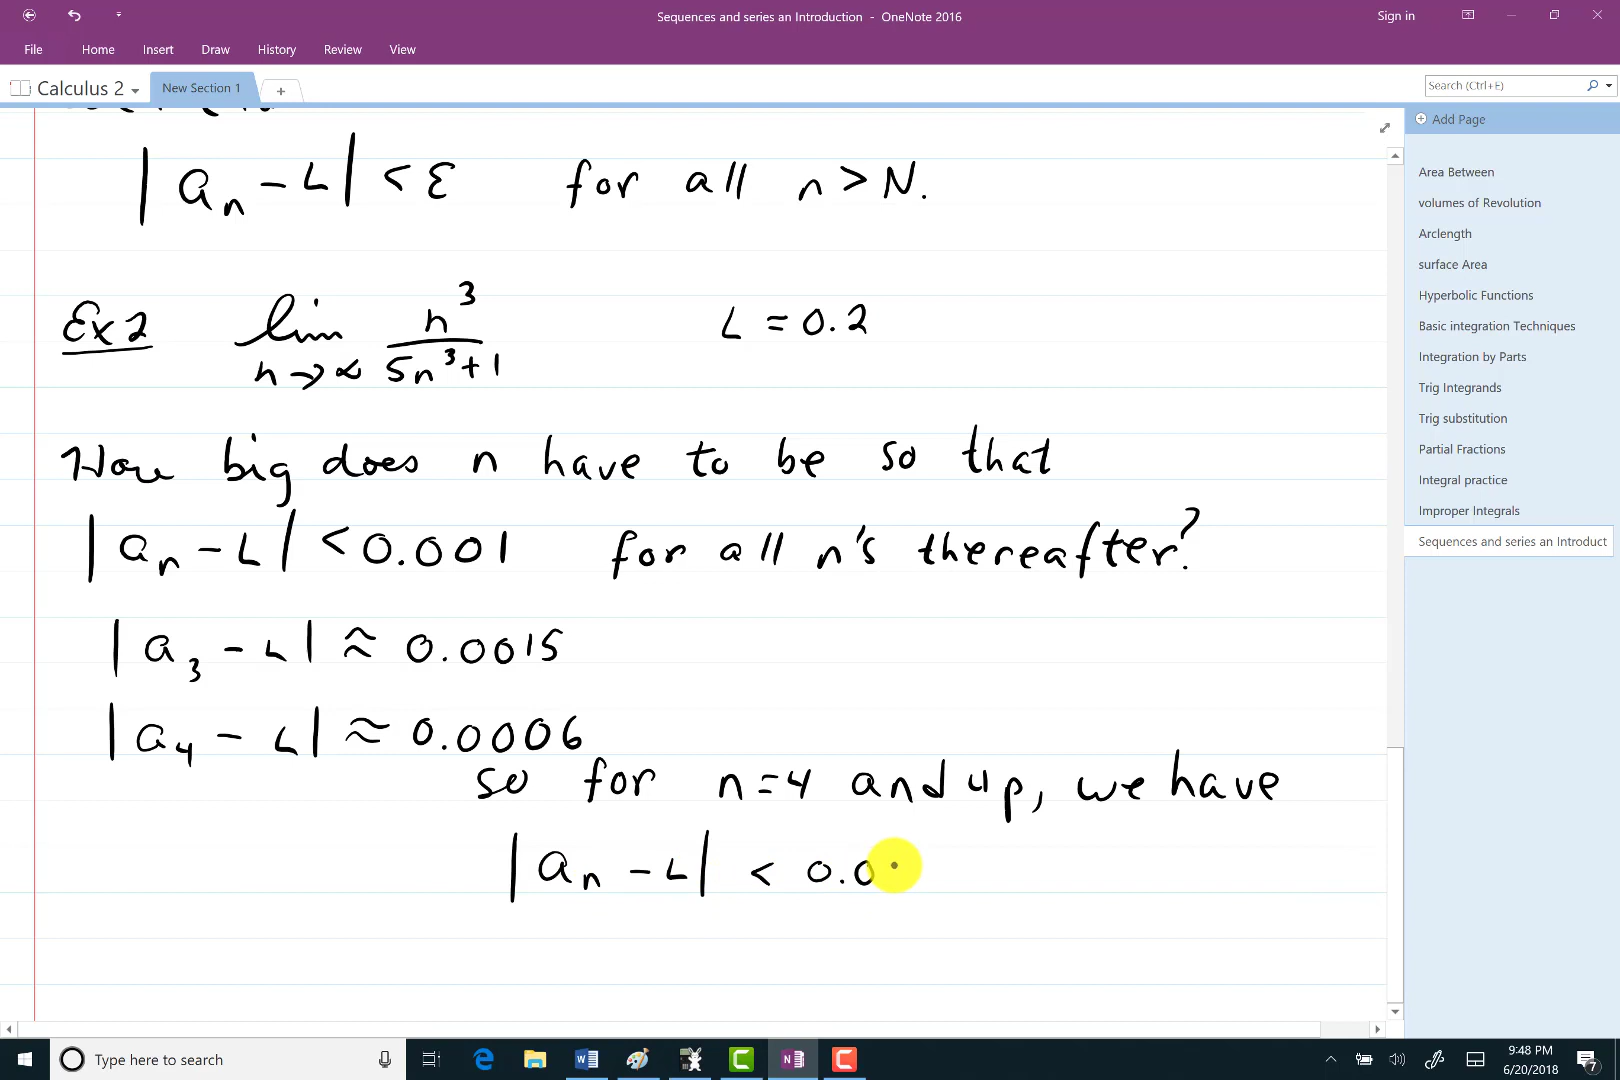 Sequences and series an Introduction - OneNote 2016
Sign in
File Home Insert Draw History Review View
Calculus 2
New Section 1
Search (Ctrl+E)
Add Page
Area Between
volumes of Revolution
Arclength
surface Area
Hyperbolic Functions
Basic integration Techniques
Integration by Parts
Trig Integrands
Trig substitution
Partial Fractions
Integral practice
Improper Integrals
Sequences and series an Introduct
|aₙ - L| < ε for all n > N.
Ex 2 lim n→∞ n³/(5n³+1) L = 0.2
How big does n have to be so that
|aₙ - L| < 0.001 for all n's thereafter?
|a₃ - L| ≈ 0.0015
|a₄ - L| ≈ 0.0006
so for n=4 and up, we have
|aₙ - L| < 0.0
Type here to search
9:48 PM
6/20/2018
7